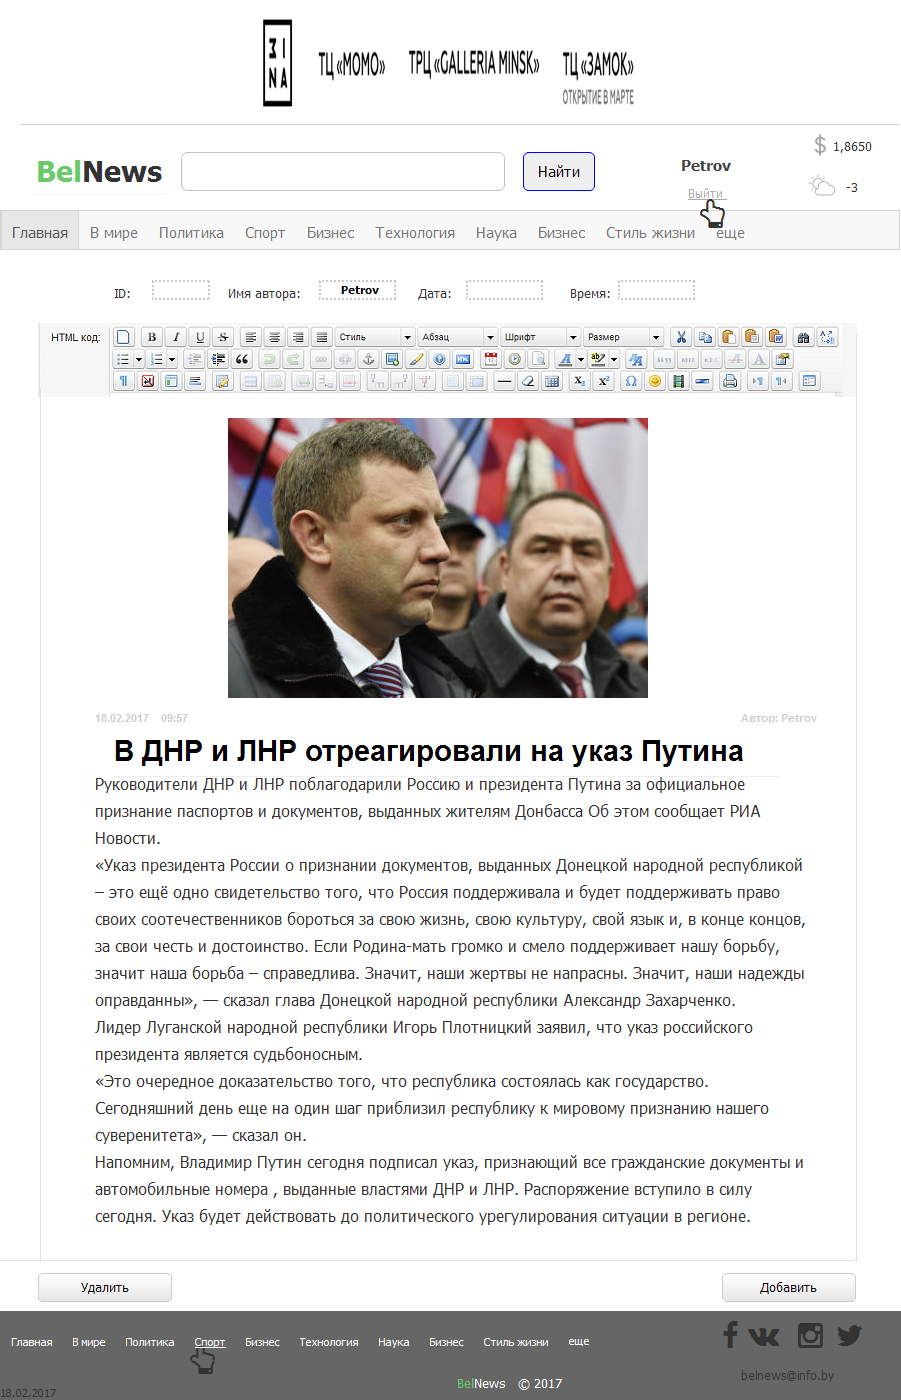 ЗINA
ТЦ «МОМО» ТРЦ «GALLERIA MINSK» ТЦ «ЗАМОК»
ОТКРЫТИЕ В МАРТЕ
BelNews Найти Petrov $ 1,8650
Выйти -3
Главная В мире Политика Спорт Бизнес Технология Наука Бизнес Стиль жизни еще
ID: Имя автора: Petrov Дата: Время:
HTML код: B I U S Стиль Абзац Шрифт Размер
18.02.2017 09:57 Автор: Petrov
В ДНР и ЛНР отреагировали на указ Путина
Руководители ДНР и ЛНР поблагодарили Россию и президента Путина за официальное
признание паспортов и документов, выданных жителям Донбасса Об этом сообщает РИА
Новости.
«Указ президента России о признании документов, выданных Донецкой народной республикой
– это ещё одно свидетельство того, что Россия поддерживала и будет поддерживать право
своих соотечественников бороться за свою жизнь, свою культуру, свой язык и, в конце концов,
за свои честь и достоинство. Если Родина-мать громко и смело поддерживает нашу борьбу,
значит наша борьба – справедлива. Значит, наши жертвы не напрасны. Значит, наши надежды
оправданны», — сказал глава Донецкой народной республики Александр Захарченко.
Лидер Луганской народной республики Игорь Плотницкий заявил, что указ российского
президента является судьбоносным.
«Это очередное доказательство того, что республика состоялась как государство.
Сегодняшний день еще на один шаг приблизил республику к мировому признанию нашего
суверенитета», — сказал он.
Напомним, Владимир Путин сегодня подписал указ, признающий все гражданские документы и
автомобильные номера , выданные властями ДНР и ЛНР. Распоряжение вступило в силу
сегодня. Указ будет действовать до политического урегулирования ситуации в регионе.
Удалить Добавить
Главная В мире Политика Спорт Бизнес Технология Наука Бизнес Стиль жизни еще
belnews@info.by
BelNews © 2017
18.02.2017